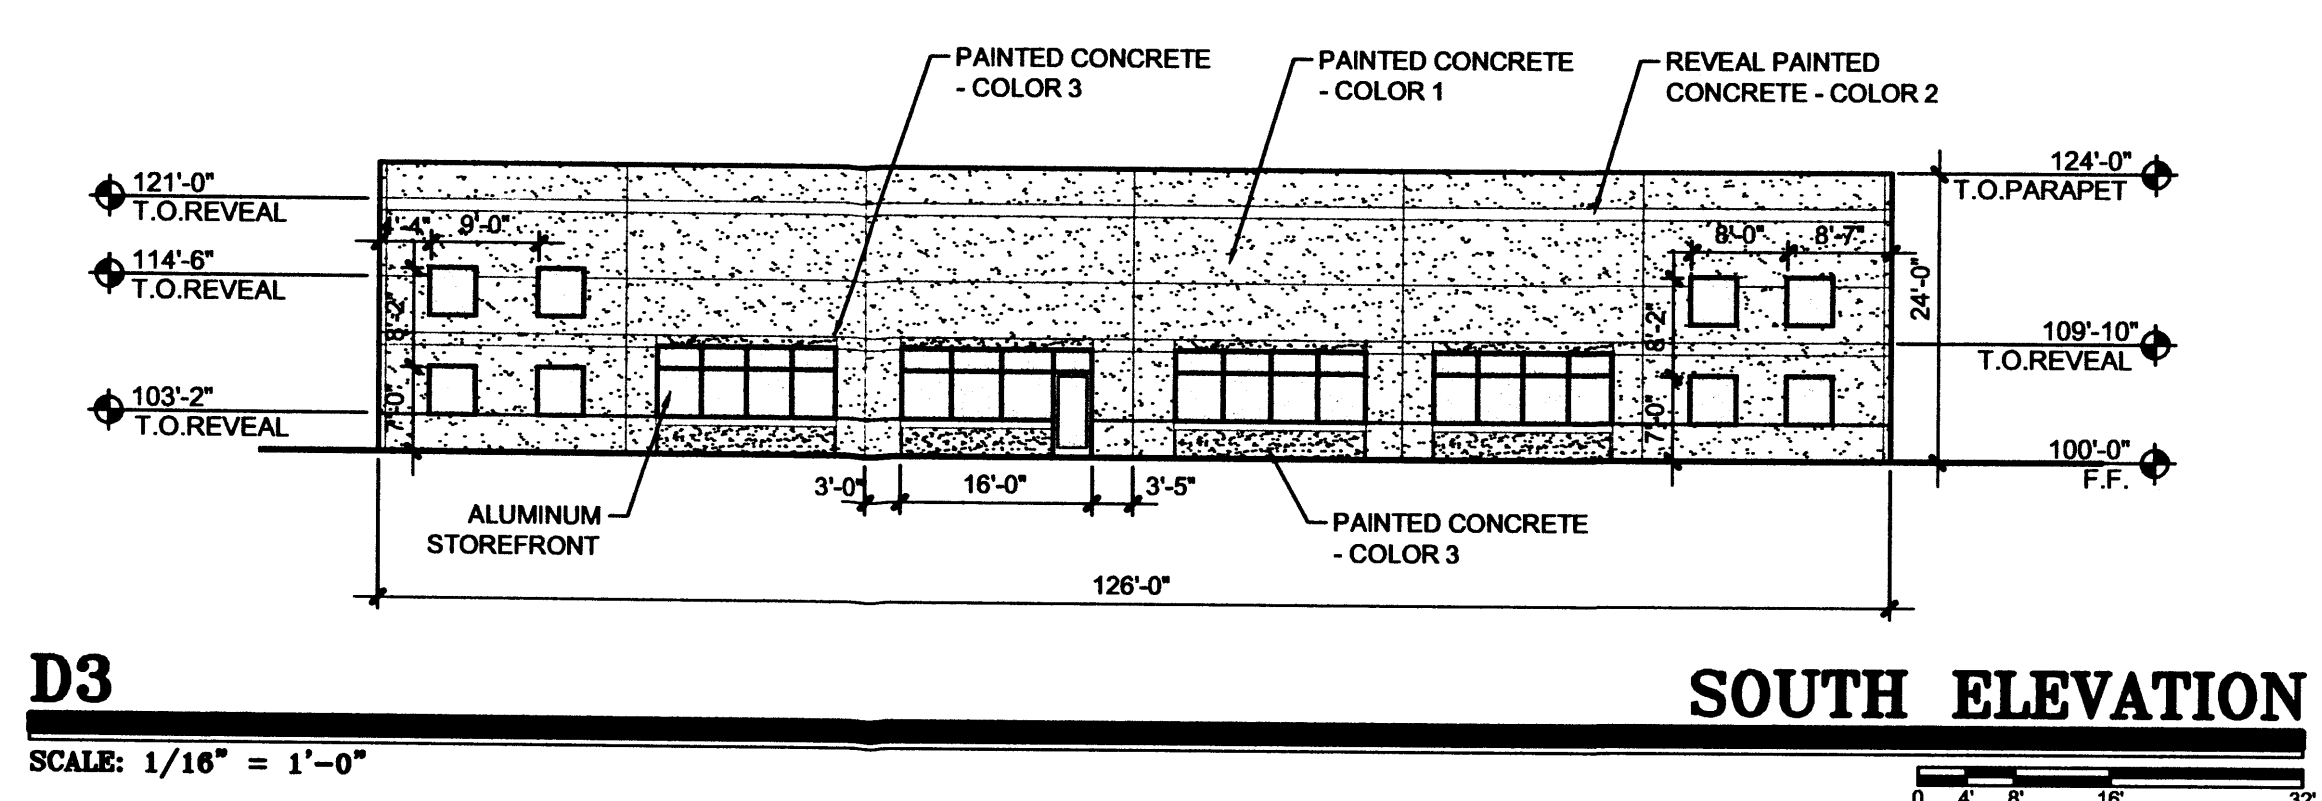 PAINTED CONCRETE
- COLOR 3
PAINTED CONCRETE
- COLOR 1
REVEAL PAINTED
CONCRETE - COLOR 2
121'-0"
T.O.REVEAL
114'-6"
T.O.REVEAL
103'-2"
T.O.REVEAL
124'-0"
T.O.PARAPET
109'-10"
T.O.REVEAL
100'-0"
F.F.
9'-0"
8'-2"
7'-0"
8'-0"
8'-7"
8'-2"
7'-0"
24'-0"
3'-0"
16'-0"
3'-5"
ALUMINUM
STOREFRONT
PAINTED CONCRETE
- COLOR 3
126'-0"
D3
SOUTH ELEVATION
SCALE: 1/16" = 1'-0"
0 4' 8' 16' 32'